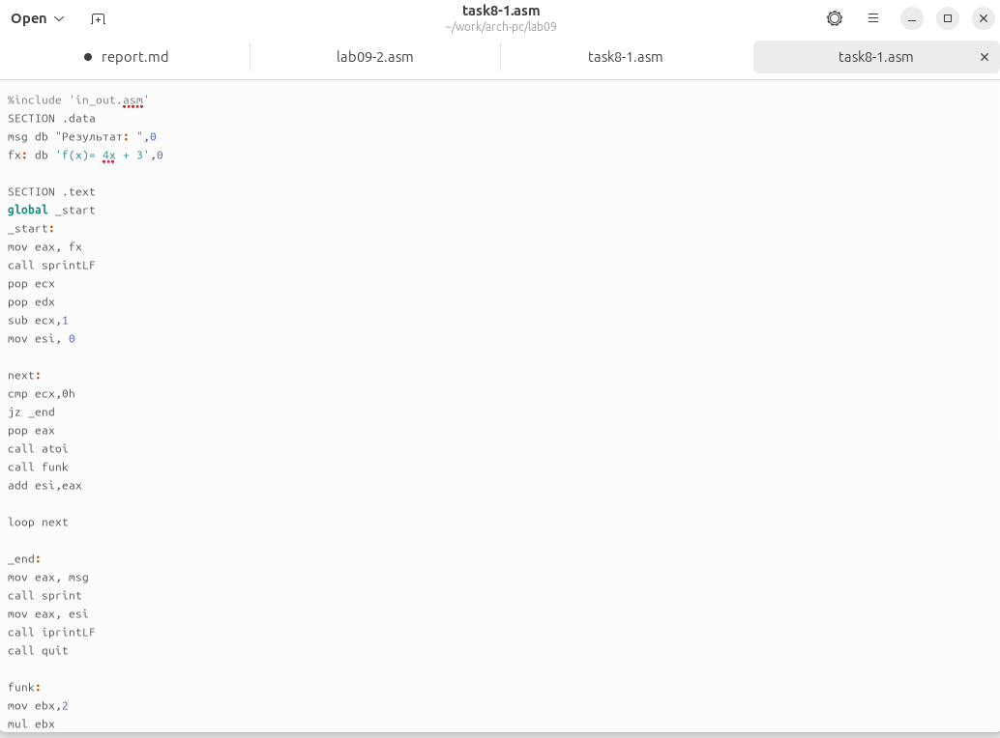 Open
task8-1.asm
~/work/arch-pc/lab09
report.md
lab09-2.asm
task8-1.asm
task8-1.asm
%include 'in_out.asm'
SECTION .data
msg db "Результат: ",0
fx: db 'f(x)= 4x + 3',0
SECTION .text
global _start
_start:
mov eax, fx
call sprintLF
pop ecx
pop edx
sub ecx,1
mov esi, 0
next:
cmp ecx,0h
jz _end
pop eax
call atoi
call funk
add esi,eax
loop next
_end:
mov eax, msg
call sprint
mov eax, esi
call iprintLF
call quit
funk:
mov ebx,2
mul ebx